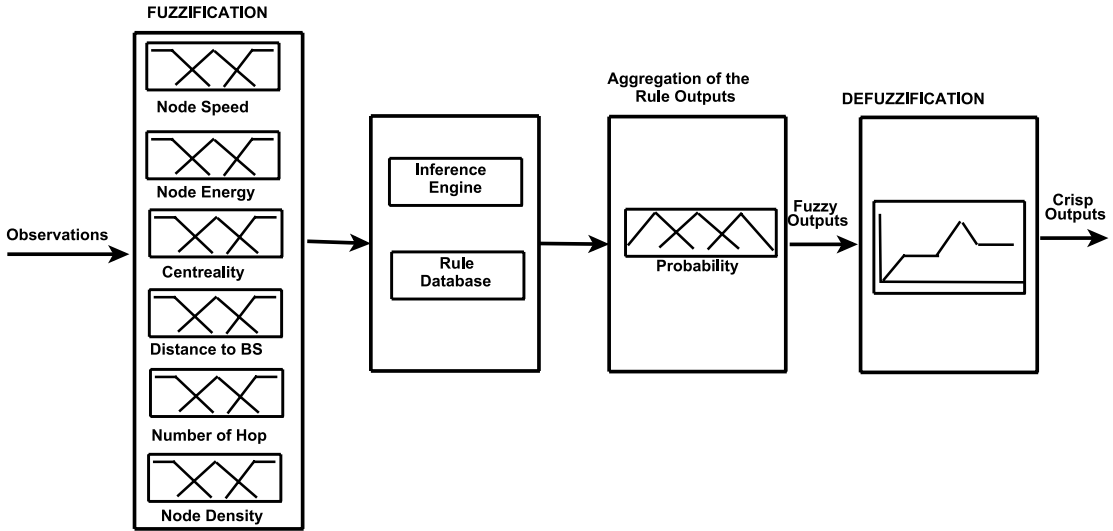 FUZZIFICATION
Node Speed
Node Energy
Centreality
Distance to BS
Number of Hop
Node Density
Observations
Inference
Engine
Rule
Database
Aggregation of the
Rule Outputs
Probability
Fuzzy
Outputs
DEFUZZIFICATION
Crisp
Outputs